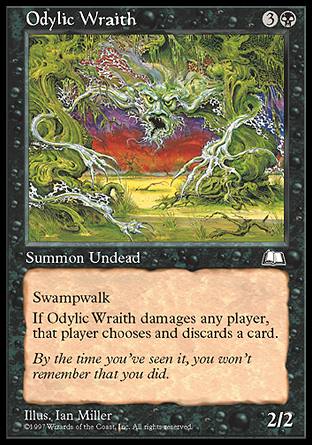 Odylic Wraith 3
Summon Undead
Swampwalk
If Odylic Wraith damages any player,
that player chooses and discards a card.
By the time you've seen it, you won't
remember that you did.
Illus. Ian Miller
©1997 Wizards of the Coast, Inc. All rights reserved.
2/2